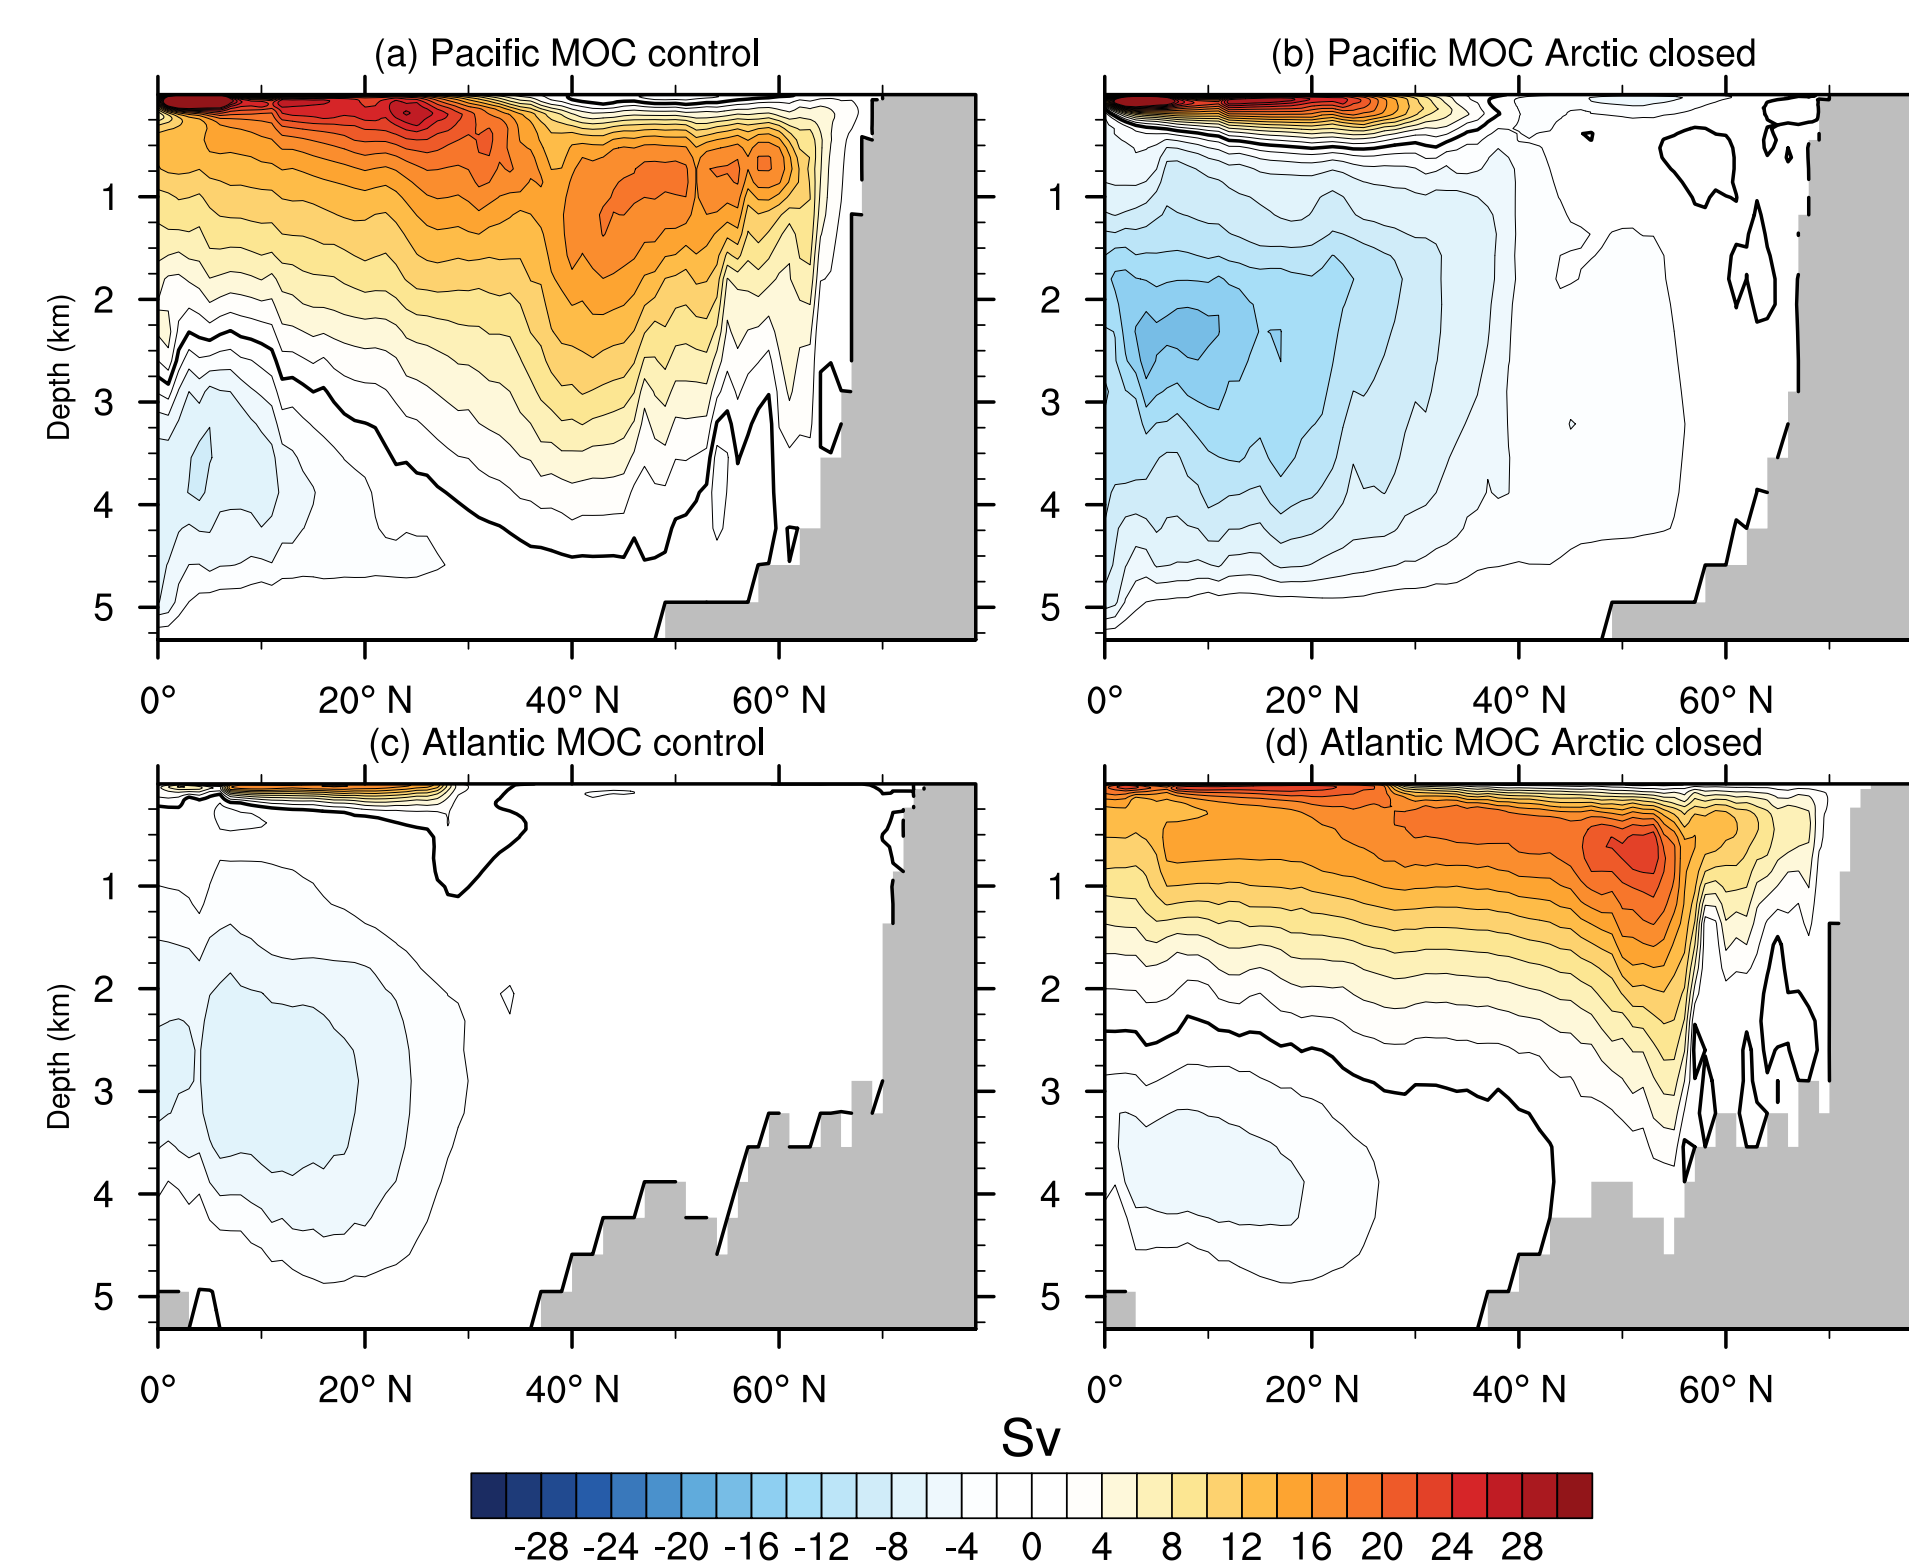 (a) Pacific MOC control
(b) Pacific MOC Arctic closed
Depth (km)
1
2
3
4
5
1
2
3
4
5
0° 20° N 40° N 60° N
0° 20° N 40° N 60° N
(c) Atlantic MOC control
(d) Atlantic MOC Arctic closed
Depth (km)
1
2
3
4
5
1
2
3
4
5
0° 20° N 40° N 60° N
0° 20° N 40° N 60° N
Sv
-28 -24 -20 -16 -12 -8 -4 0 4 8 12 16 20 24 28